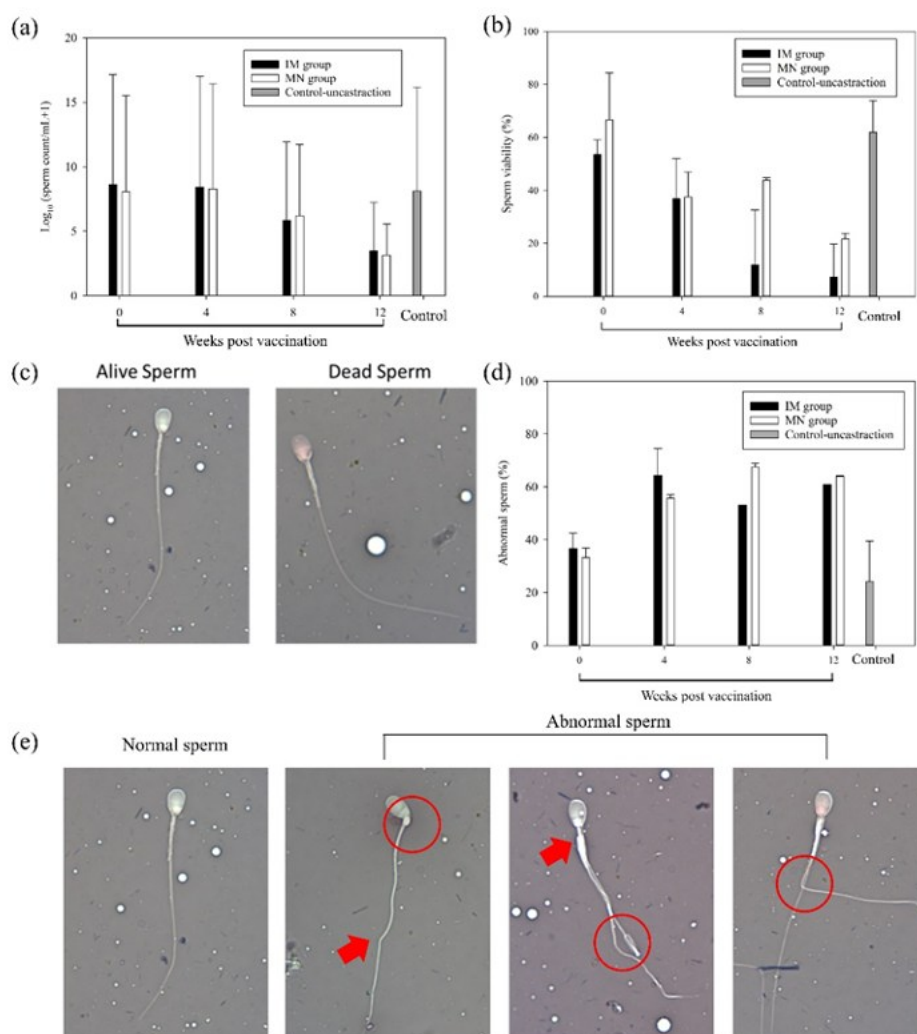 (a)
20
15
10
5
0
Log₁₀ (sperm count/mL+1)
IM group
MN group
Control-uncastraction
0 4 8 12 Control
Weeks post vaccination
(b)
100
80
60
40
20
0
Sperm viability (%)
IM group
MN group
Control-uncastraction
0 4 8 12 Control
Weeks post vaccination
(c)
Alive Sperm Dead Sperm
(d)
100
80
60
40
20
0
Abnormal sperm (%)
IM group
MN group
Control-uncastraction
0 4 8 12 Control
Weeks post vaccination
(e)
Normal sperm
Abnormal sperm